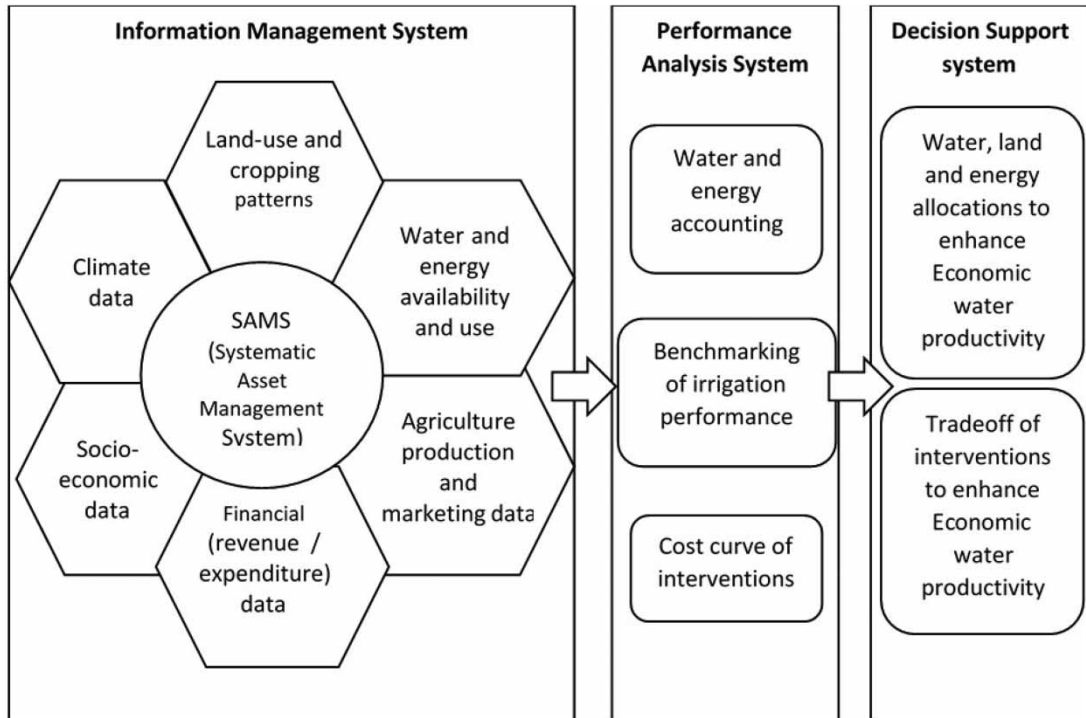 Information Management System
Land-use and
cropping
patterns
Climate
data
Water and
energy
availability
and use
SAMS
(Systematic
Asset
Management
System)
Socio-
economic
data
Agriculture
production
and
marketing data
Financial
(revenue /
expenditure)
data
Performance
Analysis System
Water and
energy
accounting
Benchmarking
of irrigation
performance
Cost curve of
interventions
Decision Support
system
Water, land
and energy
allocations to
enhance
Economic
water
productivity
Tradeoff of
interventions
to enhance
Economic
water
productivity